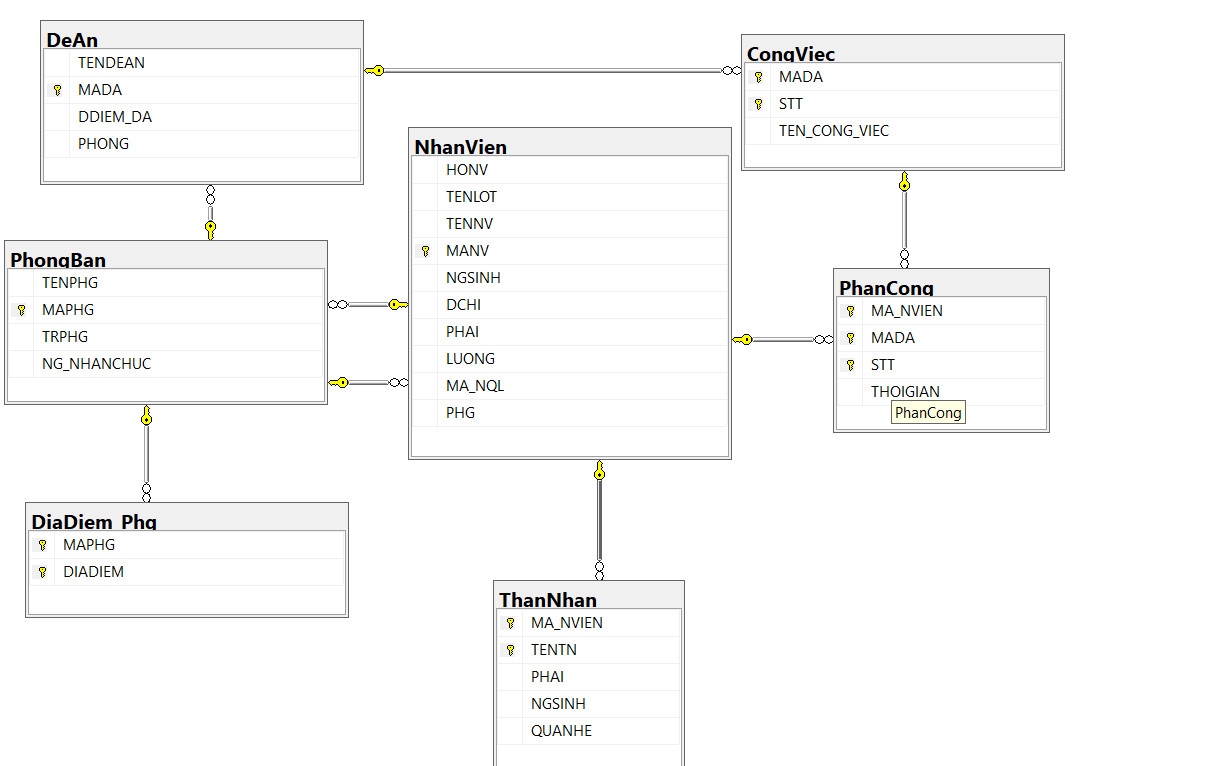 DeAn
TENDEAN
MADA
DDIEM_DA
PHONG
CongViec
MADA
STT
TEN_CONG_VIEC
NhanVien
HONV
TENLOT
TENNV
MANV
NGSINH
DCHI
PHAI
LUONG
MA_NQL
PHG
PhongBan
TENPHG
MAPHG
TRPHG
NG_NHANCHUC
PhanCong
MA_NVIEN
MADA
STT
THOIGIAN
PhanCong
DiaDiem_Phg
MAPHG
DIADIEM
ThanNhan
MA_NVIEN
TENTN
PHAI
NGSINH
QUANHE